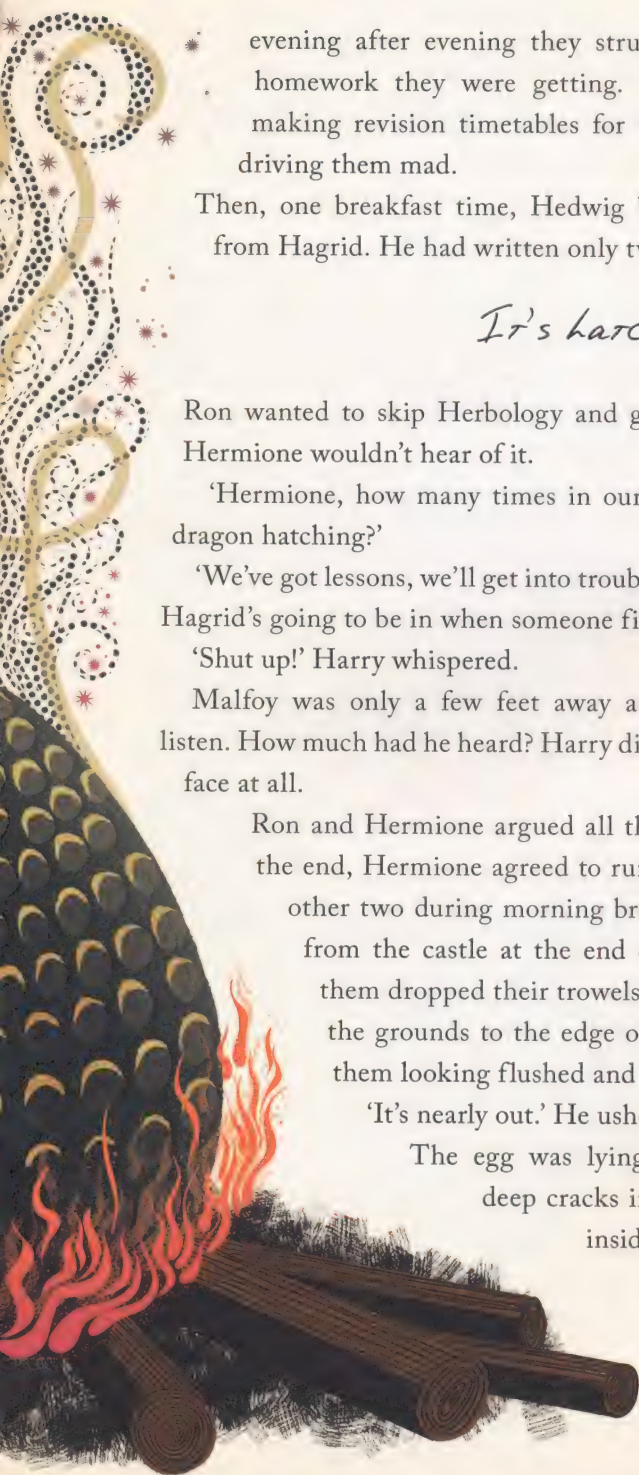 evening after evening they stru
homework they were getting.
making revision timetables for
driving them mad.
Then, one breakfast time, Hedwig
from Hagrid. He had written only tw
It's hatc
Ron wanted to skip Herbology and g
Hermione wouldn't hear of it.
'Hermione, how many times in our
dragon hatching?'
'We've got lessons, we'll get into troub
Hagrid's going to be in when someone fi
'Shut up!' Harry whispered.
Malfoy was only a few feet away a
listen. How much had he heard? Harry di
face at all.
Ron and Hermione argued all th
the end, Hermione agreed to ru
other two during morning br
from the castle at the end
them dropped their trowels
the grounds to the edge o
them looking flushed and
'It's nearly out.' He ush
The egg was lying
deep cracks i
insid